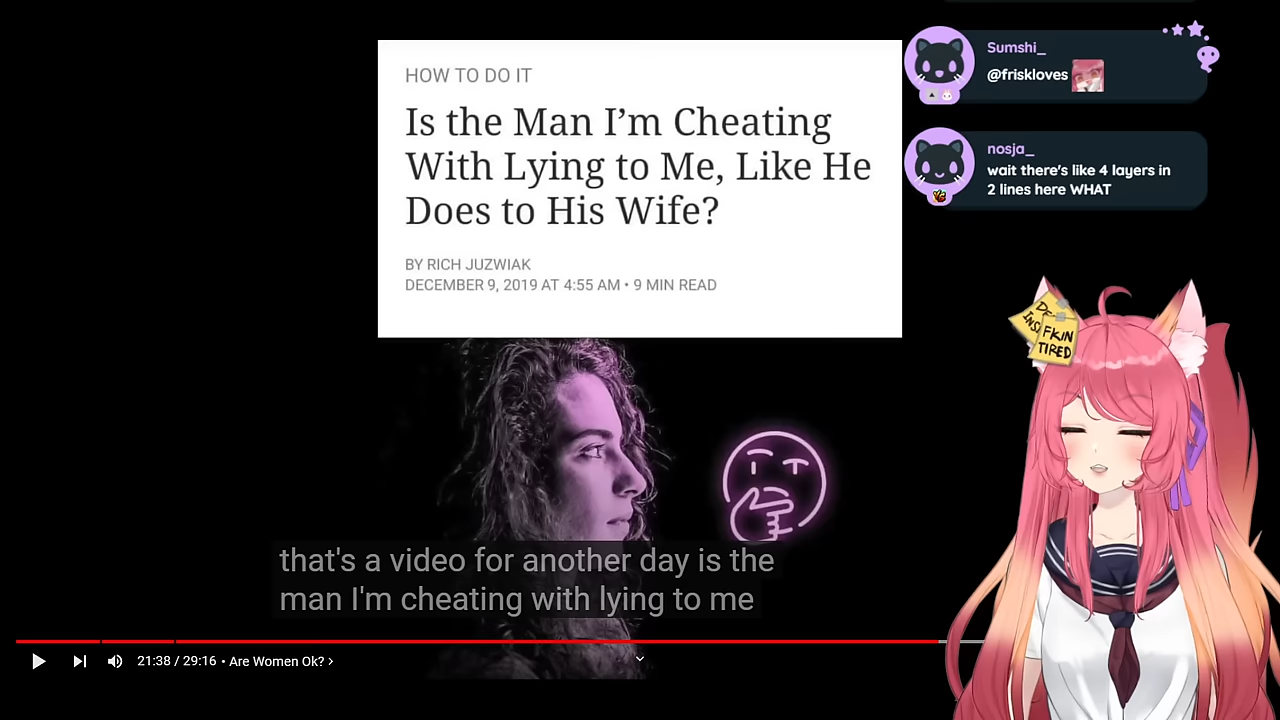 HOW TO DO IT
Is the Man I'm Cheating
With Lying to Me, Like He
Does to His Wife?
BY RICH JUZWIAK
DECEMBER 9, 2019 AT 4:55 AM • 9 MIN READ
Sumshi_
@friskloves
nosja_
wait there's like 4 layers in
2 lines here WHAT
FKIN
TIRED
that's a video for another day is the
man I'm cheating with lying to me
21:38 / 29:16 • Are Women Ok? ›